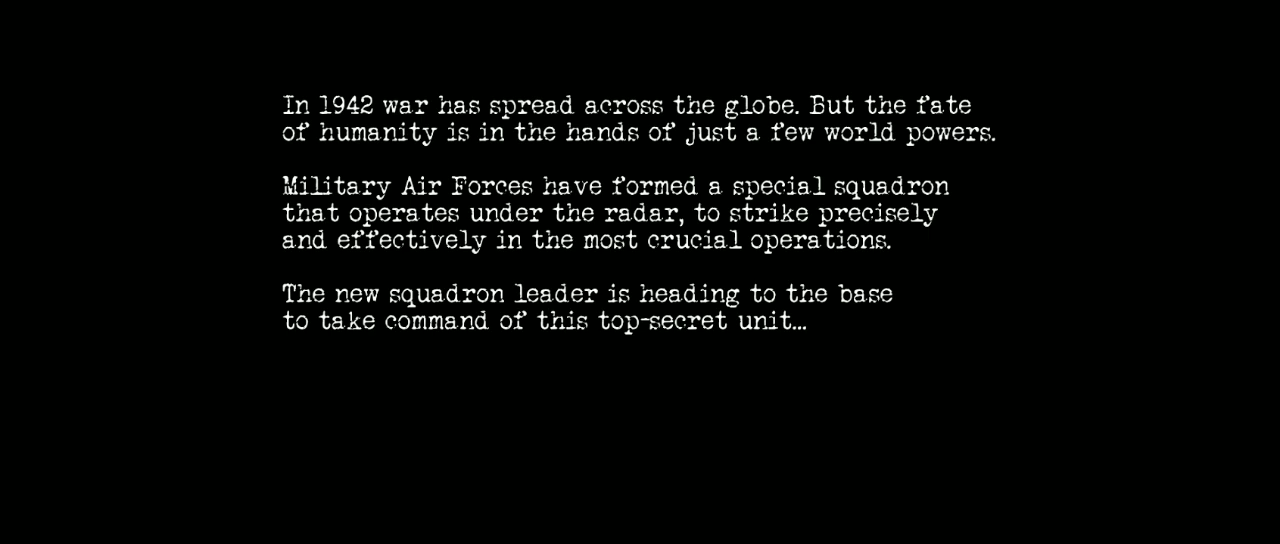 In 1942 war has spread across the globe. But the fate
of humanity is in the hands of just a few world powers.
Military Air Forces have formed a special squadron
that operates under the radar, to strike precisely
and effectively in the most crucial operations.
The new squadron leader is heading to the base
to take command of this top-secret unit...